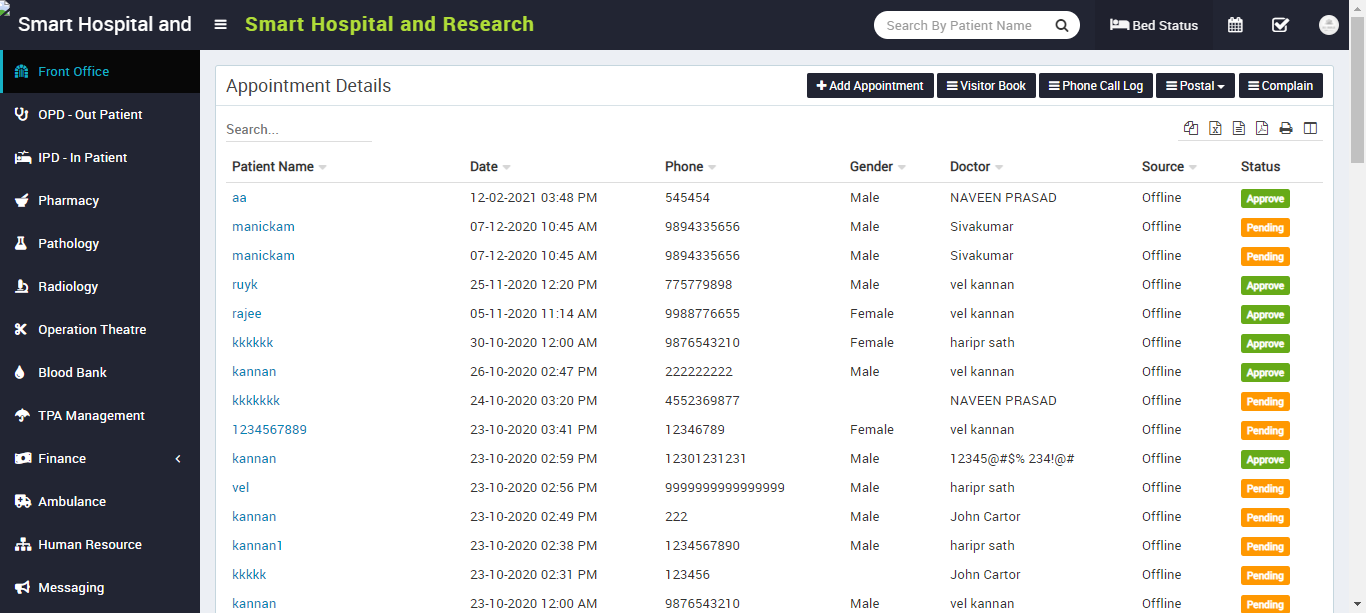 Smart Hospital and
Smart Hospital and Research
Search By Patient Name
Bed Status
Front Office
OPD - Out Patient
IPD - In Patient
Pharmacy
Pathology
Radiology
Operation Theatre
Blood Bank
TPA Management
Finance
Ambulance
Human Resource
Messaging
Appointment Details
Add Appointment Visitor Book Phone Call Log Postal Complain
Search...
Patient Name Date Phone Gender Doctor Source Status
aa 12-02-2021 03:48 PM 545454 Male NAVEEN PRASAD Offline Approve
manickam 07-12-2020 10:45 AM 9894335656 Male Sivakumar Offline Pending
manickam 07-12-2020 10:45 AM 9894335656 Male Sivakumar Offline Pending
ruyk 25-11-2020 12:20 PM 775779898 Male vel kannan Offline Approve
rajee 05-11-2020 11:14 AM 9988776655 Female vel kannan Offline Approve
kkkkkk 30-10-2020 12:00 AM 9876543210 Female haripr sath Offline Approve
kannan 26-10-2020 02:47 PM 222222222 Male vel kannan Offline Approve
kkkkkkk 24-10-2020 03:20 PM 4552369877 NAVEEN PRASAD Offline Pending
1234567889 23-10-2020 03:41 PM 12346789 Female vel kannan Offline Pending
kannan 23-10-2020 02:59 PM 12301231231 Male 12345@#$% 234!@# Offline Approve
vel 23-10-2020 02:56 PM 9999999999999999 Male haripr sath Offline Pending
kannan 23-10-2020 02:49 PM 222 Male John Cartor Offline Pending
kannan1 23-10-2020 02:38 PM 1234567890 Male haripr sath Offline Pending
kkkkk 23-10-2020 02:31 PM 123456 John Cartor Offline Pending
kannan 23-10-2020 12:00 AM 9876543210 Male vel kannan Offline Pending